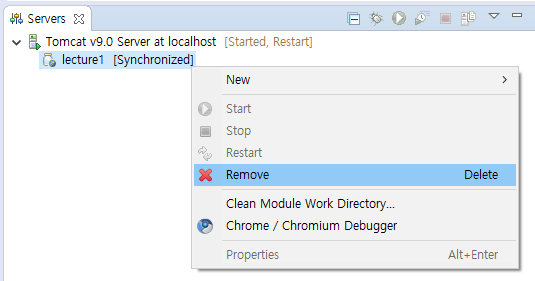 Servers
Tomcat v9.0 Server at localhost [Started, Restart]
lecture1 [Synchronized]
New
Start
Stop
Restart
Remove Delete
Clean Module Work Directory...
Chrome / Chromium Debugger
Properties Alt+Enter